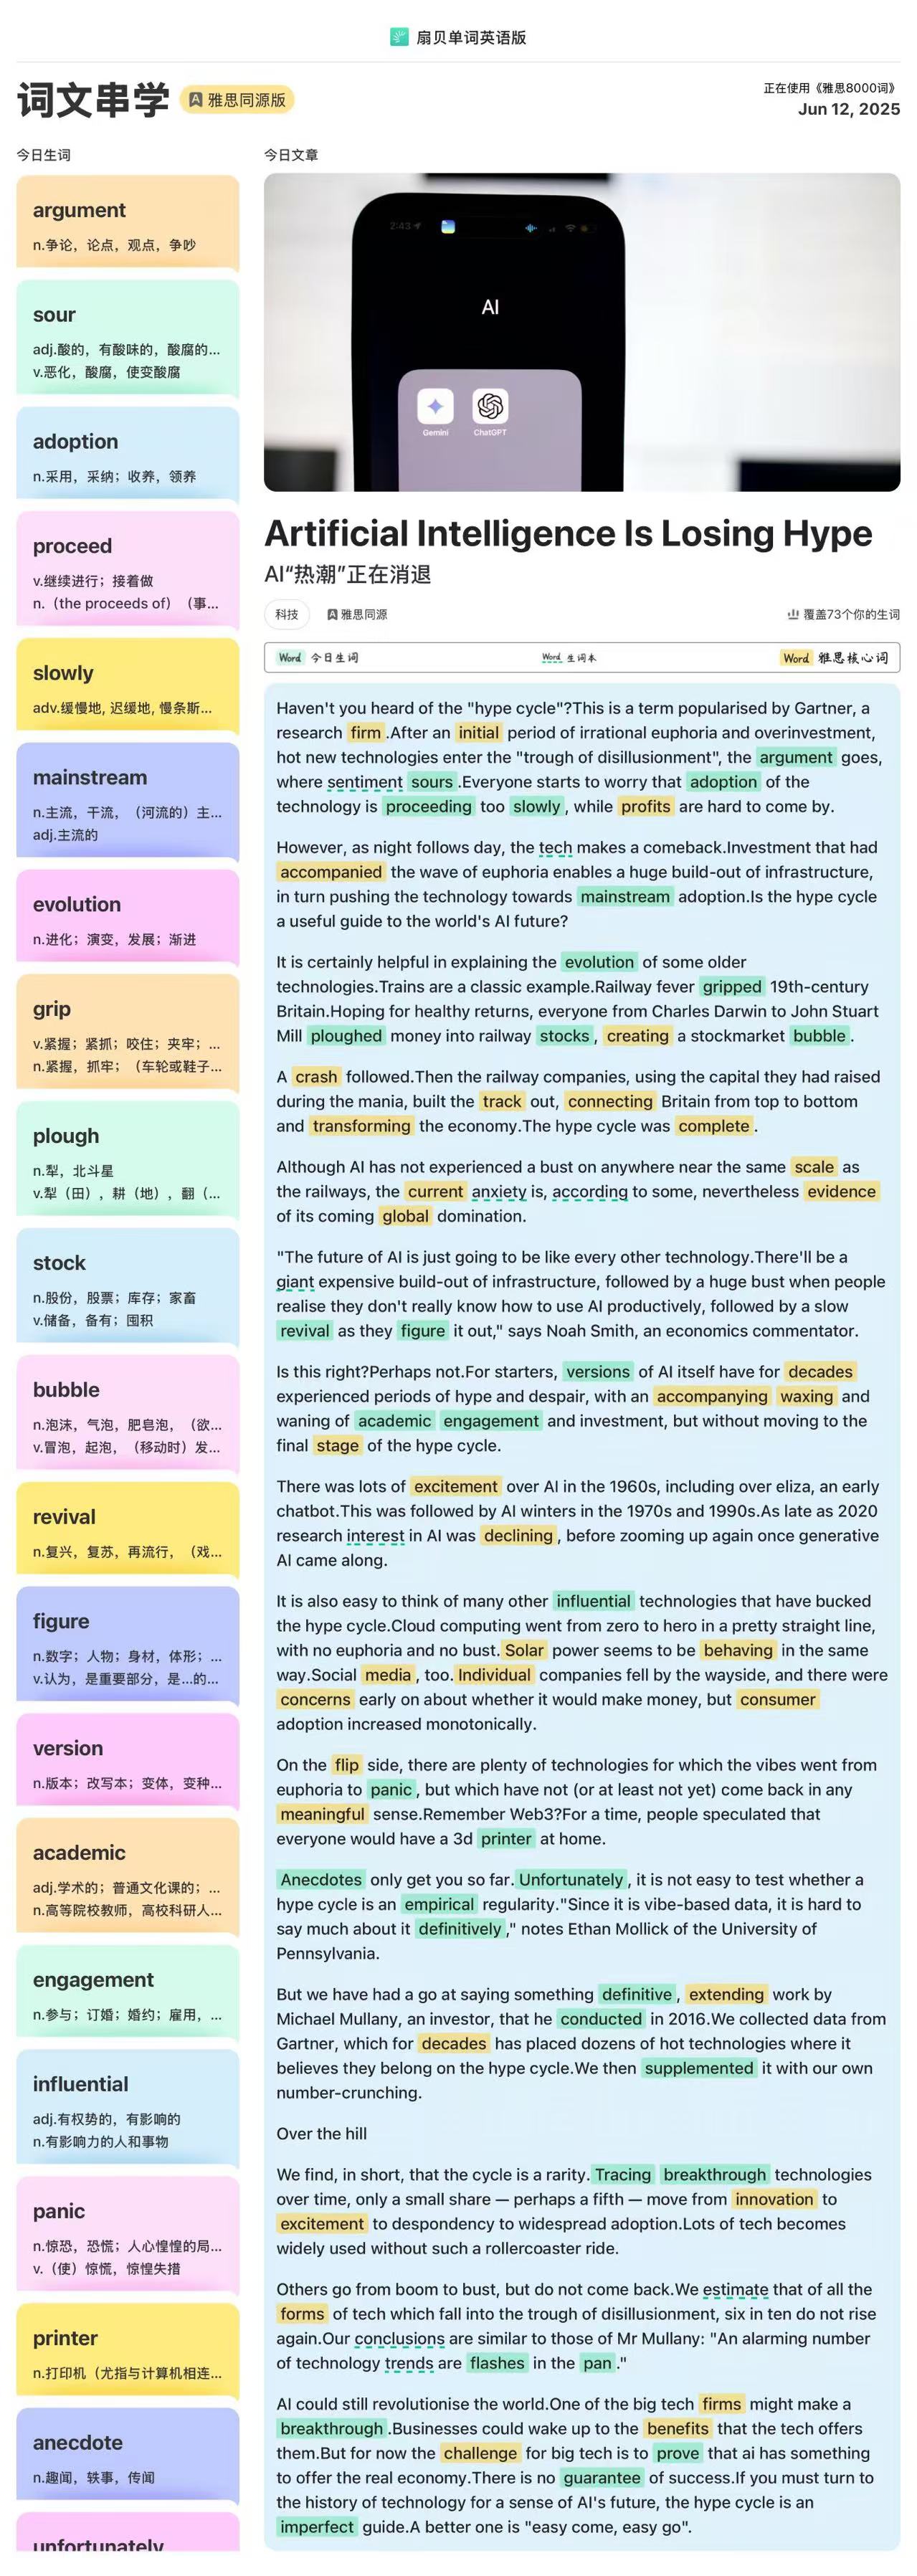 扇贝单词英语版
词文串学
雅思同源版
正在使用《雅思8000词》
Jun 12, 2025
今日生词
argument
n.争论，论点，观点，争吵
sour
adj.酸的，有酸味的，酸腐的...
v.恶化，酸腐，使变酸腐
adoption
n.采用，采纳；收养，领养
proceed
v.继续进行；接着做
n.（the proceeds of）（事...
slowly
adv.缓慢地, 迟缓地, 慢条斯...
mainstream
n.主流，干流，（河流的）主...
adj.主流的
evolution
n.进化；演变，发展；渐进
grip
v.紧握；紧抓；咬住；夹牢；...
n.紧握，抓牢；（车轮或鞋子...
plough
n.犁，北斗星
v.犁（田），耕（地），翻（...
stock
n.股份，股票；库存；家畜
v.储备，备有；囤积
bubble
n.泡沫，气泡，肥皂泡，（欲...
v.冒泡，起泡，（移动时）发...
revival
n.复兴，复苏，再流行，（戏...
figure
n.数字；人物；身材，体形；...
v.认为，是重要部分，是...的...
version
n.版本；改写本；变体，变种...
academic
adj.学术的；普通文化课的；...
n.高等院校教师，高校科研人...
engagement
n.参与；订婚；婚约；雇用，...
influential
adj.有权势的，有影响的
n.有影响力的人和事物
panic
n.惊恐，恐慌；人心惶惶的局...
v.（使）惊慌，惊惶失措
printer
n.打印机（尤指与计算机相连...
anecdote
n.趣闻，轶事，传闻
unfortunately
今日文章
2:43
AI
Gemini
ChatGPT
Artificial Intelligence Is Losing Hype
AI“热潮”正在消退
科技
雅思同源
覆盖73个你的生词
Word 今日生词
Word 生词本
Word 雅思核心词
Haven't you heard of the "hype cycle"?This is a term popularised by Gartner, a
research firm.After an initial period of irrational euphoria and overinvestment,
hot new technologies enter the "trough of disillusionment", the argument goes,
where sentiment sours.Everyone starts to worry that adoption of the
technology is proceeding too slowly, while profits are hard to come by.
However, as night follows day, the tech makes a comeback.Investment that had
accompanied the wave of euphoria enables a huge build-out of infrastructure,
in turn pushing the technology towards mainstream adoption.Is the hype cycle
a useful guide to the world's AI future?
It is certainly helpful in explaining the evolution of some older
technologies.Trains are a classic example.Railway fever gripped 19th-century
Britain.Hoping for healthy returns, everyone from Charles Darwin to John Stuart
Mill ploughed money into railway stocks, creating a stockmarket bubble.
A crash followed.Then the railway companies, using the capital they had raised
during the mania, built the track out, connecting Britain from top to bottom
and transforming the economy.The hype cycle was complete.
Although AI has not experienced a bust on anywhere near the same scale as
the railways, the current anxiety is, according to some, nevertheless evidence
of its coming global domination.
"The future of AI is just going to be like every other technology.There'll be a
giant expensive build-out of infrastructure, followed by a huge bust when people
realise they don't really know how to use AI productively, followed by a slow
revival as they figure it out," says Noah Smith, an economics commentator.
Is this right?Perhaps not.For starters, versions of AI itself have for decades
experienced periods of hype and despair, with an accompanying waxing and
waning of academic engagement and investment, but without moving to the
final stage of the hype cycle.
There was lots of excitement over AI in the 1960s, including over eliza, an early
chatbot.This was followed by AI winters in the 1970s and 1990s.As late as 2020
research interest in AI was declining, before zooming up again once generative
AI came along.
It is also easy to think of many other influential technologies that have bucked
the hype cycle.Cloud computing went from zero to hero in a pretty straight line,
with no euphoria and no bust.Solar power seems to be behaving in the same
way.Social media, too.Individual companies fell by the wayside, and there were
concerns early on about whether it would make money, but consumer
adoption increased monotonically.
On the flip side, there are plenty of technologies for which the vibes went from
euphoria to panic, but which have not (or at least not yet) come back in any
meaningful sense.Remember Web3?For a time, people speculated that
everyone would have a 3d printer at home.
Anecdotes only get you so far.Unfortunately, it is not easy to test whether a
hype cycle is an empirical regularity."Since it is vibe-based data, it is hard to
say much about it definitively," notes Ethan Mollick of the University of
Pennsylvania.
But we have had a go at saying something definitive, extending work by
Michael Mullany, an investor, that he conducted in 2016.We collected data from
Gartner, which for decades has placed dozens of hot technologies where it
believes they belong on the hype cycle.We then supplemented it with our own
number-crunching.
Over the hill
We find, in short, that the cycle is a rarity.Tracing breakthrough technologies
over time, only a small share — perhaps a fifth — move from innovation to
excitement to despondency to widespread adoption.Lots of tech becomes
widely used without such a rollercoaster ride.
Others go from boom to bust, but do not come back.We estimate that of all the
forms of tech which fall into the trough of disillusionment, six in ten do not rise
again.Our conclusions are similar to those of Mr Mullany: "An alarming number
of technology trends are flashes in the pan."
AI could still revolutionise the world.One of the big tech firms might make a
breakthrough.Businesses could wake up to the benefits that the tech offers
them.But for now the challenge for big tech is to prove that ai has something
to offer the real economy.There is no guarantee of success.If you must turn to
the history of technology for a sense of AI's future, the hype cycle is an
imperfect guide.A better one is "easy come, easy go".